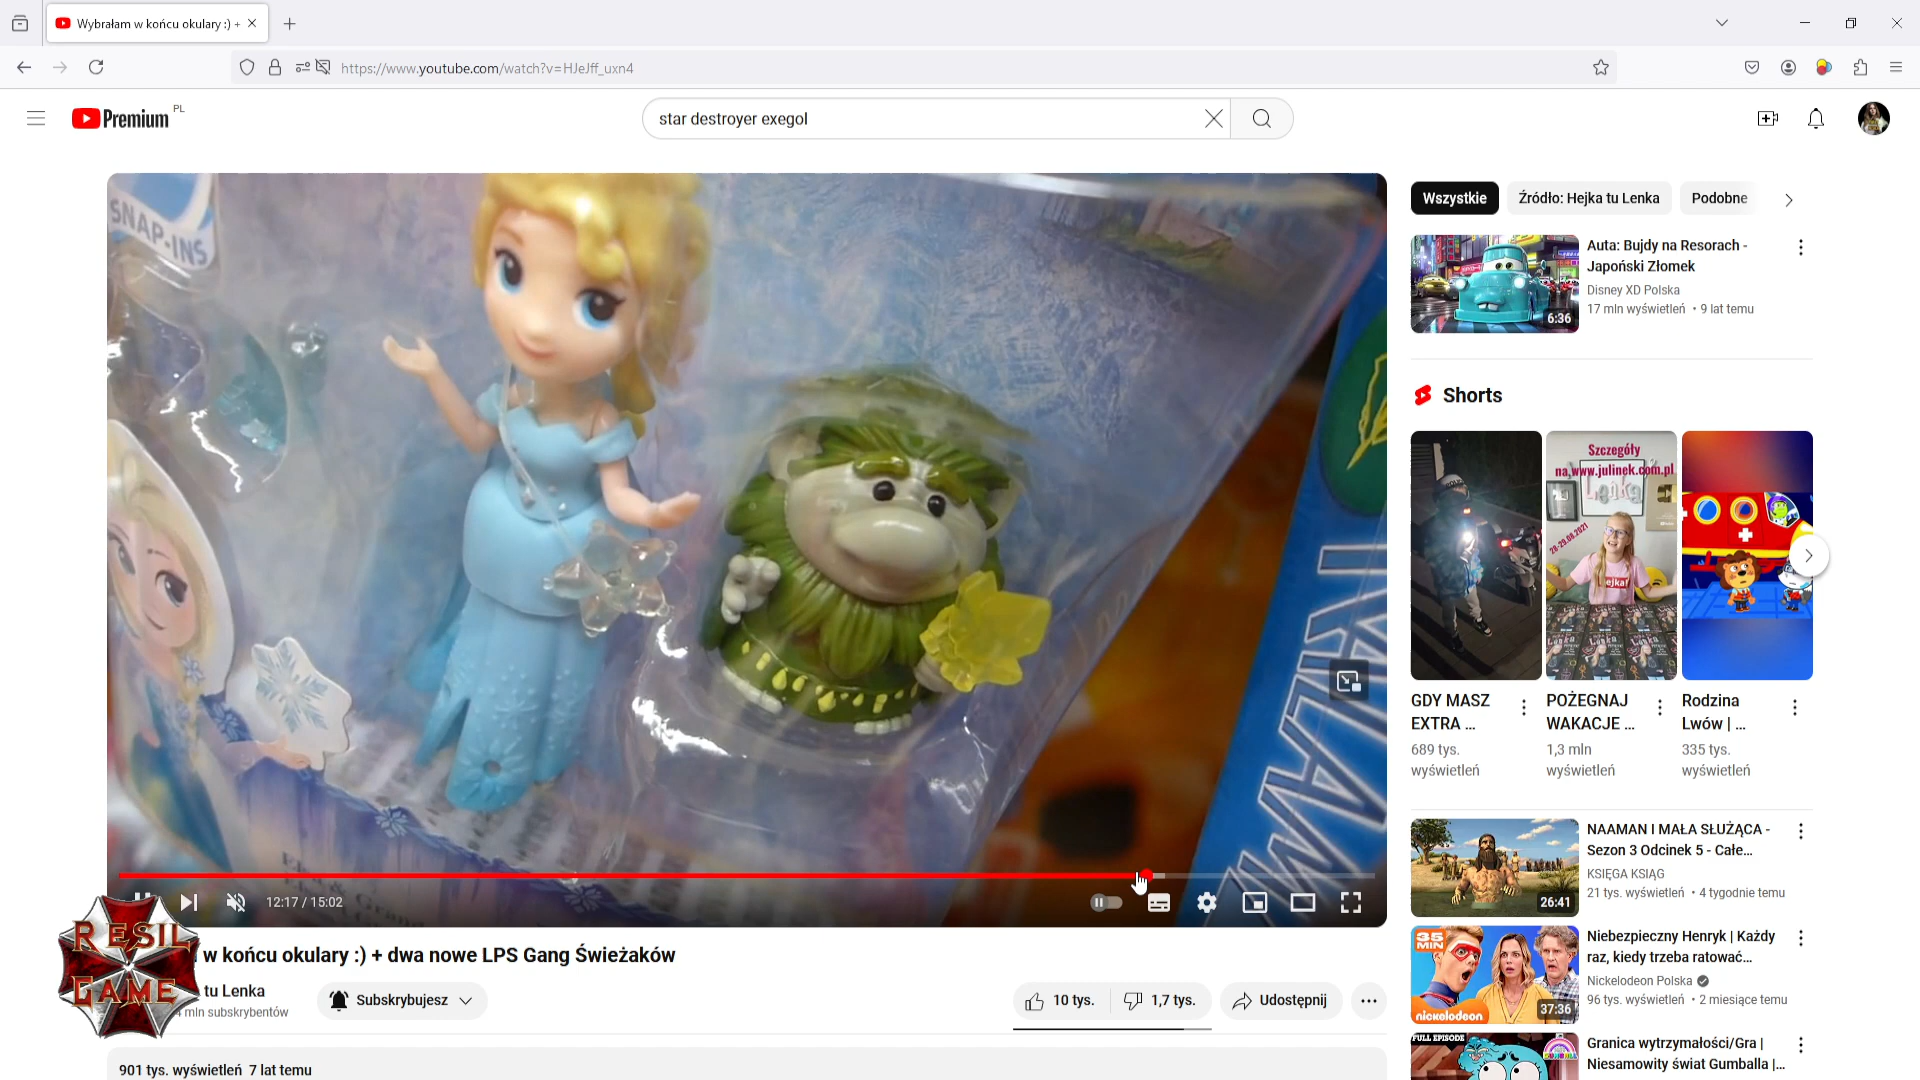 Wybrałam w końcu okulary :) +
https://www.youtube.com/watch?v=HJeJff_uxn4
Premium PL
star destroyer exegol
SNAP-INS
12:17 / 15:02
RESIL
GAME
w końcu okulary :) + dwa nowe LPS Gang Świeżaków
tu Lenka
mln subskrybentów
Subskrybujesz
10 tys.
1,7 tys.
Udostępnij
901 tys. wyświetleń 7 lat temu
Wszystkie
Źródło: Hejka tu Lenka
Podobne
6:36
Auta: Bujdy na Resorach -
Japoński Złomek
Disney XD Polska
17 mln wyświetleń • 9 lat temu
Shorts
Szczegóły
na www.julinek.com.pl
Lenka
28-29.08.2021
GDY MASZ
EXTRA ...
689 tys.
wyświetleń
POŻEGNAJ
WAKACJE ...
1,3 mln
wyświetleń
Rodzina
Lwów | ...
335 tys.
wyświetleń
26:41
NAAMAN I MAŁA SŁUŻĄCA -
Sezon 3 Odcinek 5 - Całe...
KSIĘGA KSIĄG
21 tys. wyświetleń • 4 tygodnie temu
35
MIN
nickelodeon
37:36
Niebezpieczny Henryk | Każdy
raz, kiedy trzeba ratować...
Nickelodeon Polska
96 tys. wyświetleń • 2 miesiące temu
FULL EPISODE
Granica wytrzymałości/Gra |
Niesamowity świat Gumballa |...